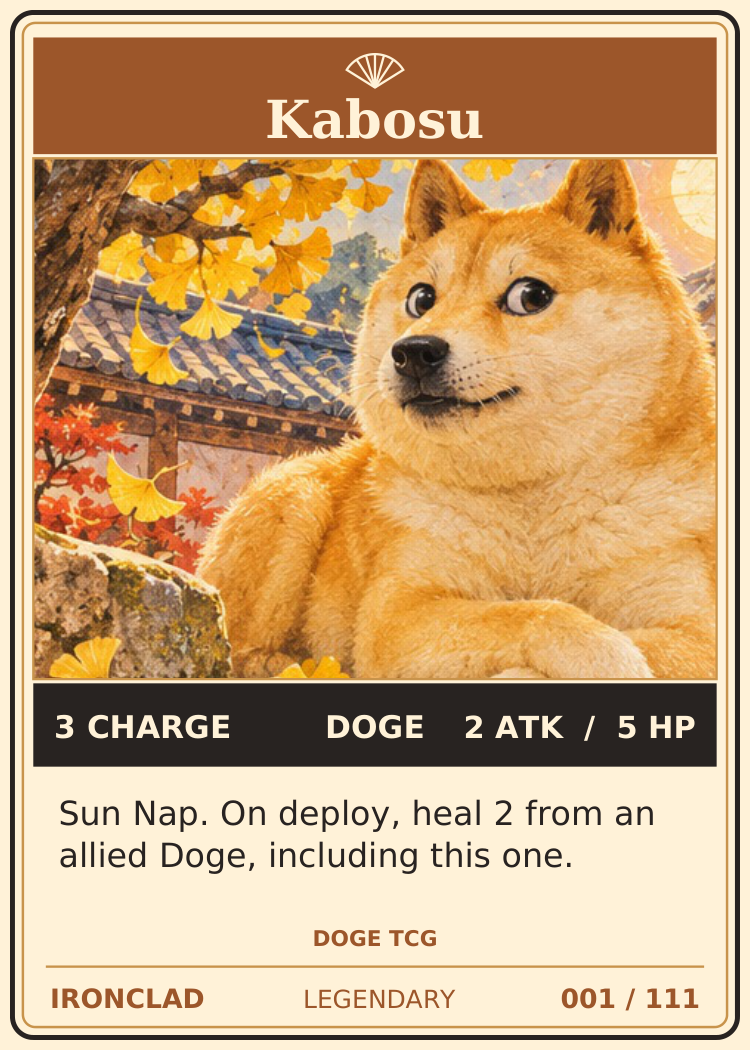 Kabosu
3 CHARGE DOGE 2 ATK / 5 HP
Sun Nap. On deploy, heal 2 from an
allied Doge, including this one.
DOGE TCG
IRONCLAD LEGENDARY 001 / 111